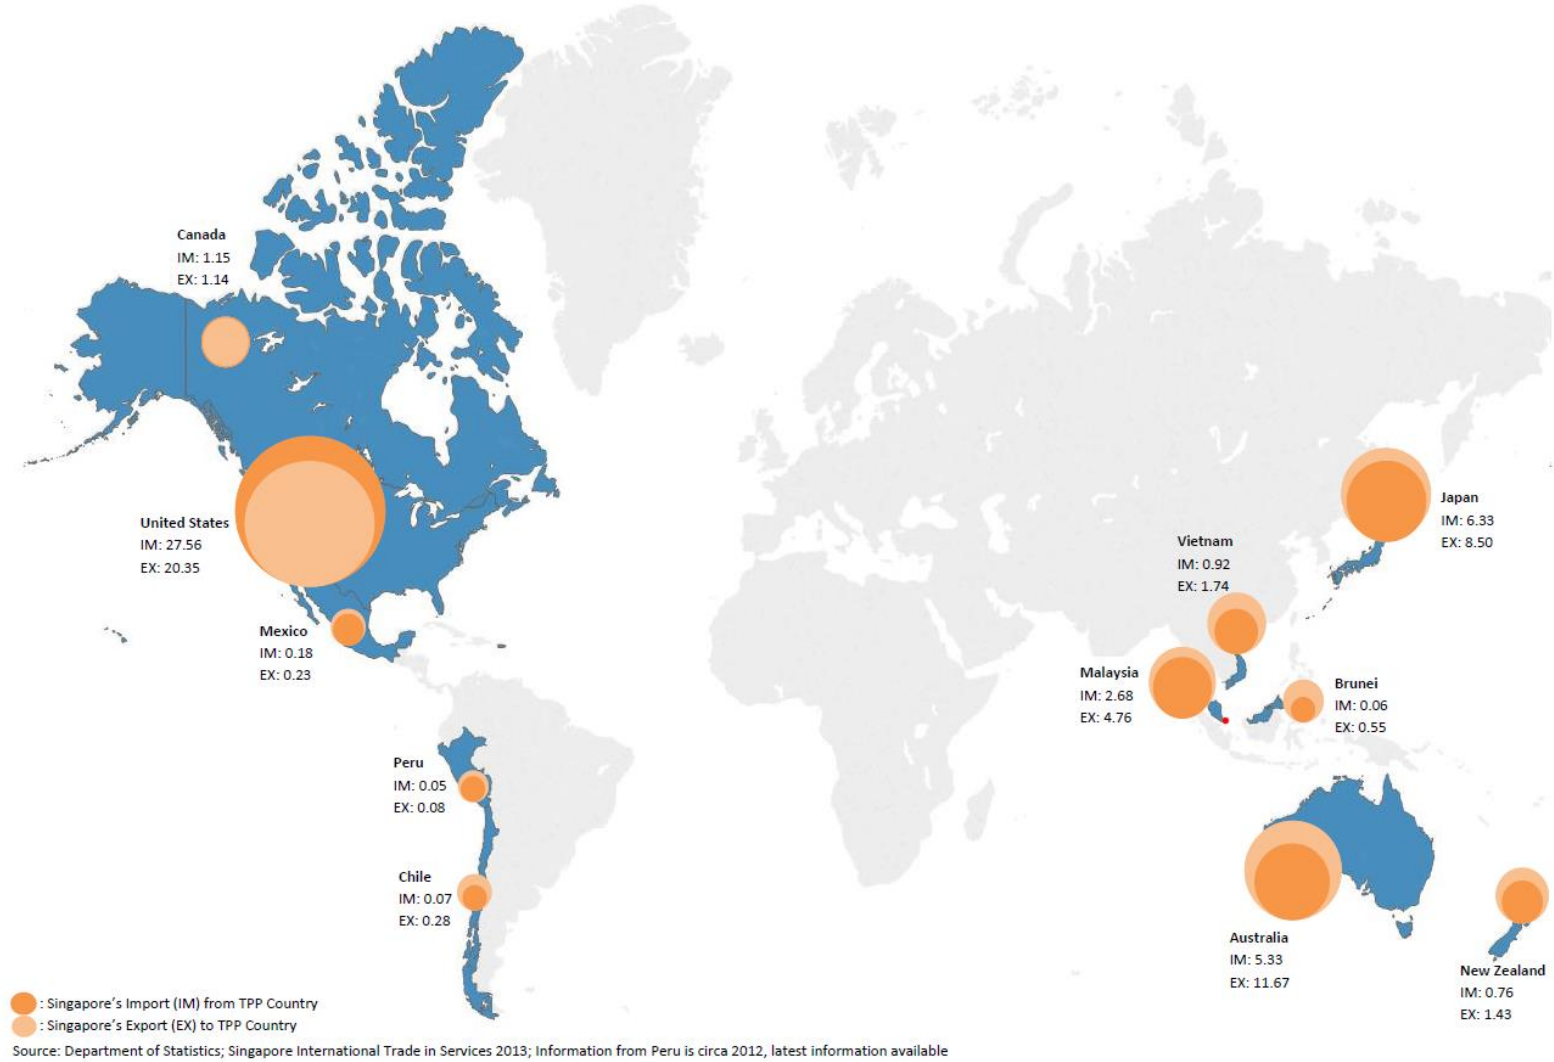 Canada
IM: 1.15
EX: 1.14
United States
IM: 27.56
EX: 20.35
Mexico
IM: 0.18
EX: 0.23
Peru
IM: 0.05
EX: 0.08
Chile
IM: 0.07
EX: 0.28
Japan
IM: 6.33
EX: 8.50
Vietnam
IM: 0.92
EX: 1.74
Malaysia
IM: 2.68
EX: 4.76
Brunei
IM: 0.06
EX: 0.55
Australia
IM: 5.33
EX: 11.67
New Zealand
IM: 0.76
EX: 1.43
: Singapore's Import (IM) from TPP Country
: Singapore's Export (EX) to TPP Country
Source: Department of Statistics; Singapore International Trade in Services 2013; Information from Peru is circa 2012, latest information available